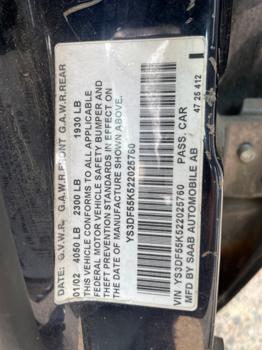 DATE: G.V.W.R. G.A.W.R.FRONT G.A.W.R.REAR
01/02 4050 LB 2300 LB 1930 LB
THIS VEHICLE CONFORMS TO ALL APPLICABLE
FEDERAL MOTOR VEHICLE SAFETY BUMPER AND
THEFT PREVENTION STANDARDS IN EFFECT ON
THE DATE OF MANUFACTURE SHOWN ABOVE.
YS3DF55K522025760
VIN YS3DF55K522025760 PASS. CAR
MFD BY SAAB AUTOMOBILE AB 47 25 412